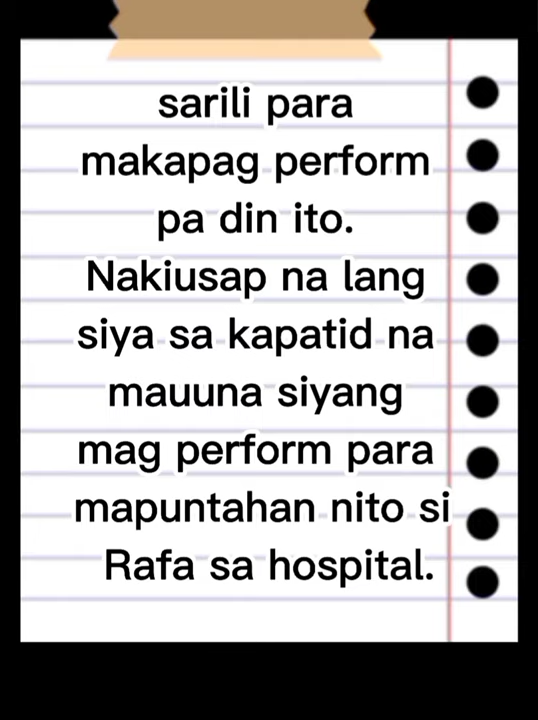 sarili para
makapag perform
pa din ito.
Nakiusap na lang
siya sa kapatid na
mauuna siyang
mag perform para
mapuntahan nito si
Rafa sa hospital.